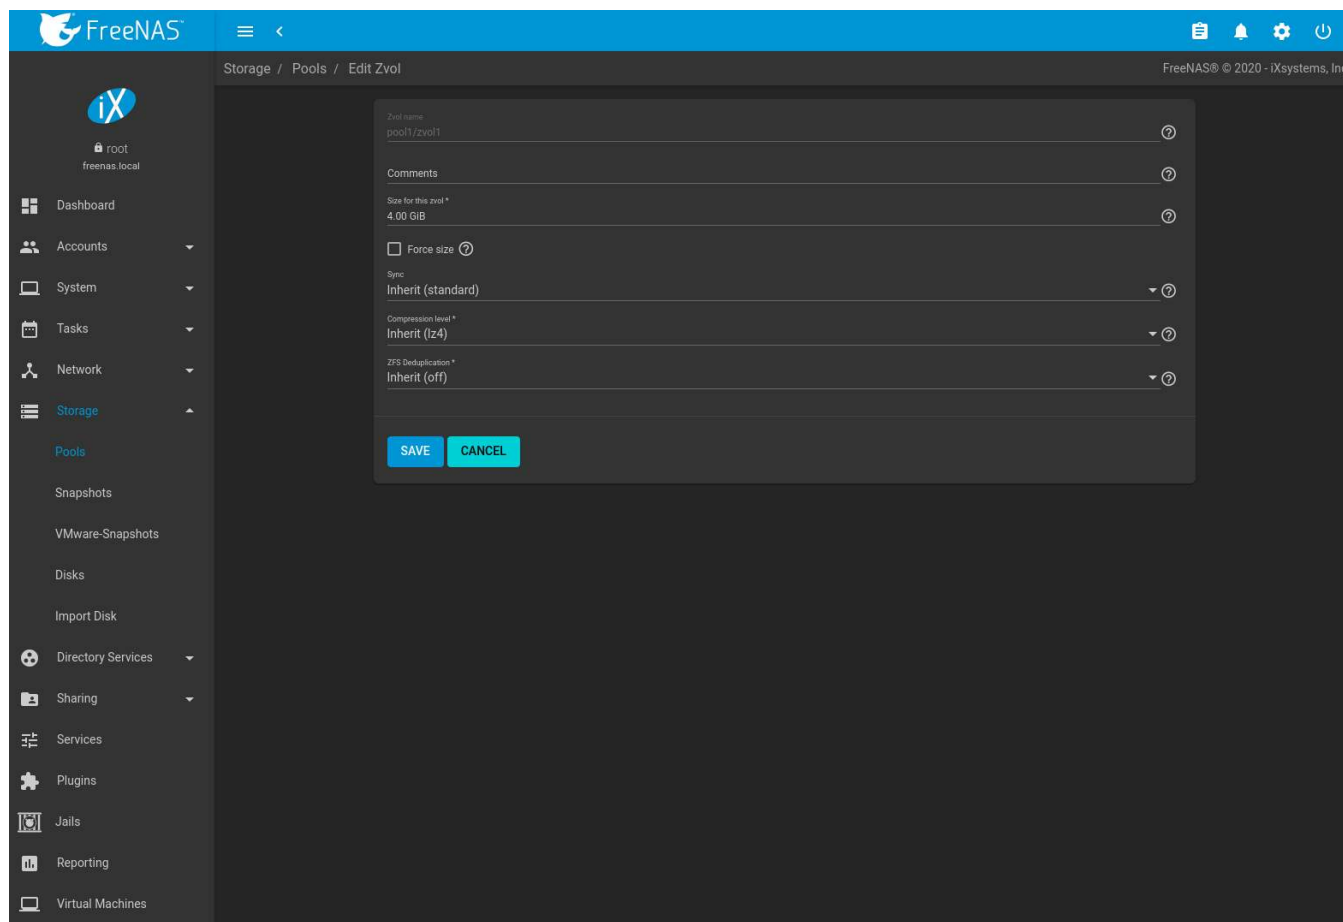 FreeNAS™
Storage / Pools / Edit Zvol
FreeNAS® © 2020 - iXsystems, Inc
iX
root
freenas.local
Dashboard
Accounts
System
Tasks
Network
Storage
Pools
Snapshots
VMware-Snapshots
Disks
Import Disk
Directory Services
Sharing
Services
Plugins
Jails
Reporting
Virtual Machines
Zvol name
pool1/zvol1
Comments
Size for this zvol *
4.00 GiB
Force size
Sync
Inherit (standard)
Compression level *
Inherit (lz4)
ZFS Deduplication *
Inherit (off)
SAVE CANCEL